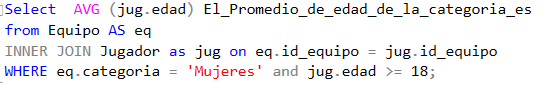 Select AVG (jug.edad) El_Promedio_de_edad_de_la_categoria_es
from Equipo AS eq
INNER JOIN Jugador as jug on eq.id_equipo = jug.id_equipo
WHERE eq.categoria = 'Mujeres' and jug.edad >= 18;